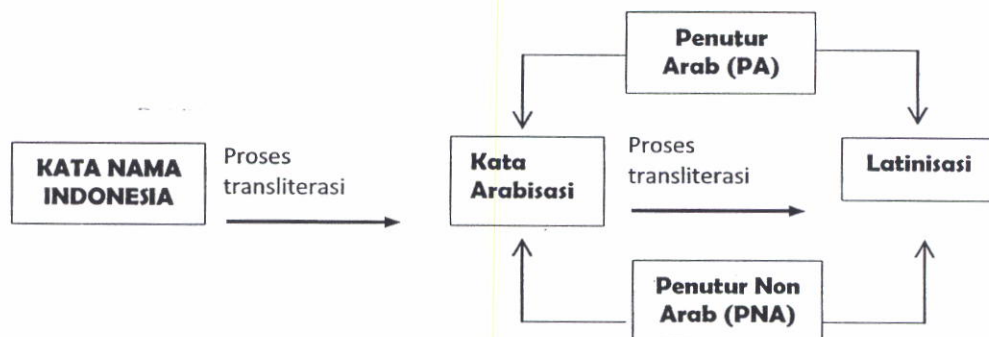 Penutur
Arab (PA)
KATA NAMA
INDONESIA
Proses
transliterasi
Kata
Arabisasi
Proses
transliterasi
Latinisasi
Penutur Non
Arab (PNA)